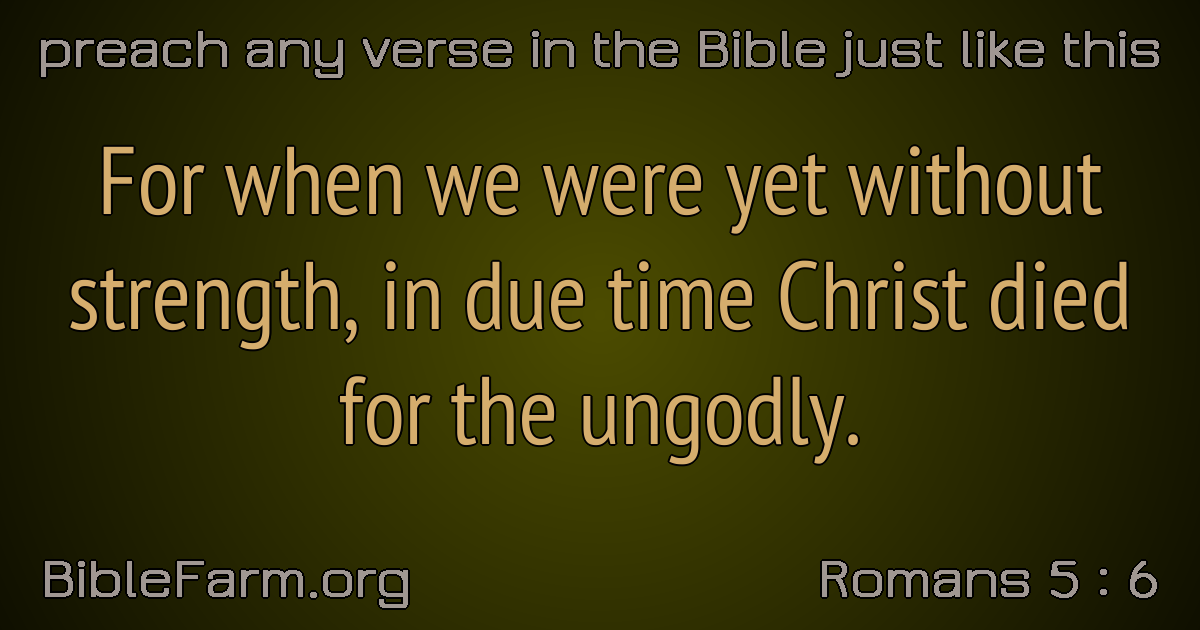 preach any verse in the Bible just like this
For when we were yet without
strength, in due time Christ died
for the ungodly.
BibleFarm.org
Romans 5 : 6